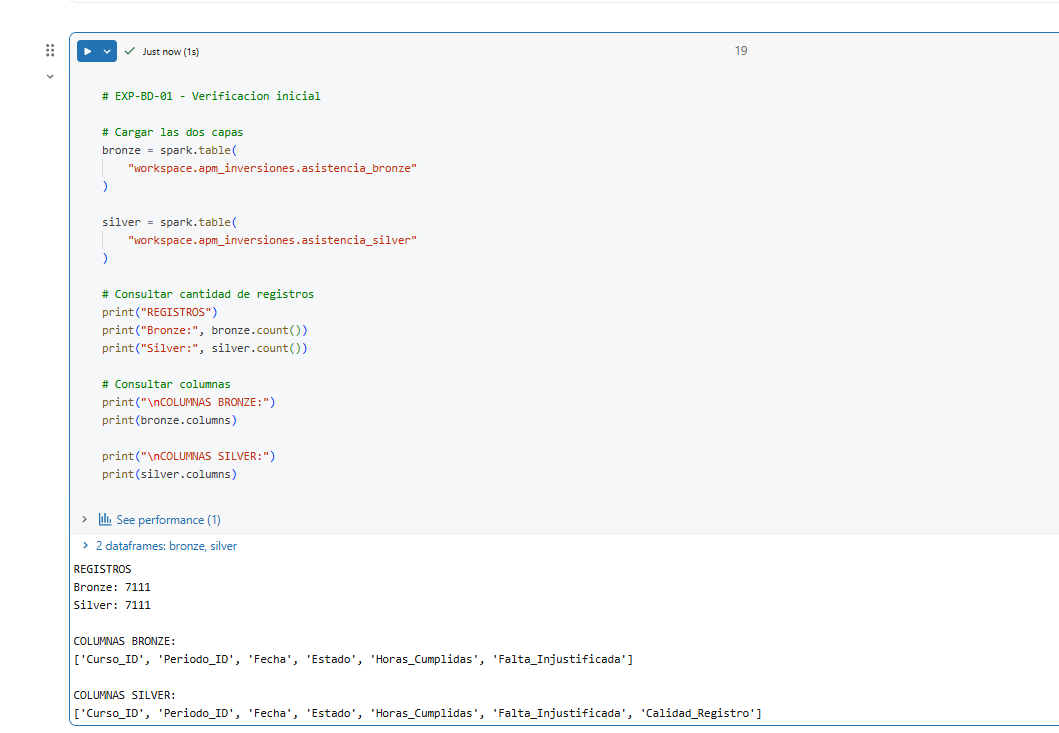 Just now (1s)
19
# EXP-BD-01 - Verificacion inicial
# Cargar las dos capas
bronze = spark.table(
"workspace.apm_inversiones.asistencia_bronze"
)
silver = spark.table(
"workspace.apm_inversiones.asistencia_silver"
)
# Consultar cantidad de registros
print("REGISTROS")
print("Bronze:", bronze.count())
print("Silver:", silver.count())
# Consultar columnas
print("\nCOLUMNAS BRONZE:")
print(bronze.columns)
print("\nCOLUMNAS SILVER:")
print(silver.columns)
See performance (1)
2 dataframes: bronze, silver
REGISTROS
Bronze: 7111
Silver: 7111
COLUMNAS BRONZE:
['Curso_ID', 'Periodo_ID', 'Fecha', 'Estado', 'Horas_Cumplidas', 'Falta_Injustificada']
COLUMNAS SILVER:
['Curso_ID', 'Periodo_ID', 'Fecha', 'Estado', 'Horas_Cumplidas', 'Falta_Injustificada', 'Calidad_Registro']